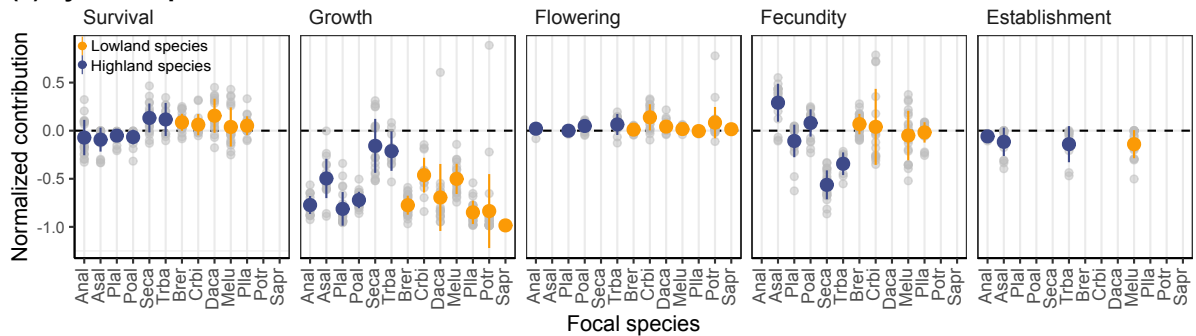 Survival Growth Flowering Fecundity Establishment
Lowland species
Highland species
Normalized contribution
0.5
0.0
-0.5
-1.0
Anal Asal Plal Poal Seca Trba Brer Crbi Daca Melu Plla Potr Sapr
Anal Asal Plal Poal Seca Trba Brer Crbi Daca Melu Plla Potr Sapr
Anal Asal Plal Poal Seca Trba Brer Crbi Daca Melu Plla Potr Sapr
Anal Asal Plal Poal Seca Trba Brer Crbi Daca Melu Plla Potr Sapr
Anal Asal Plal Poal Seca Trba Brer Crbi Daca Melu Plla Potr Sapr
Focal species